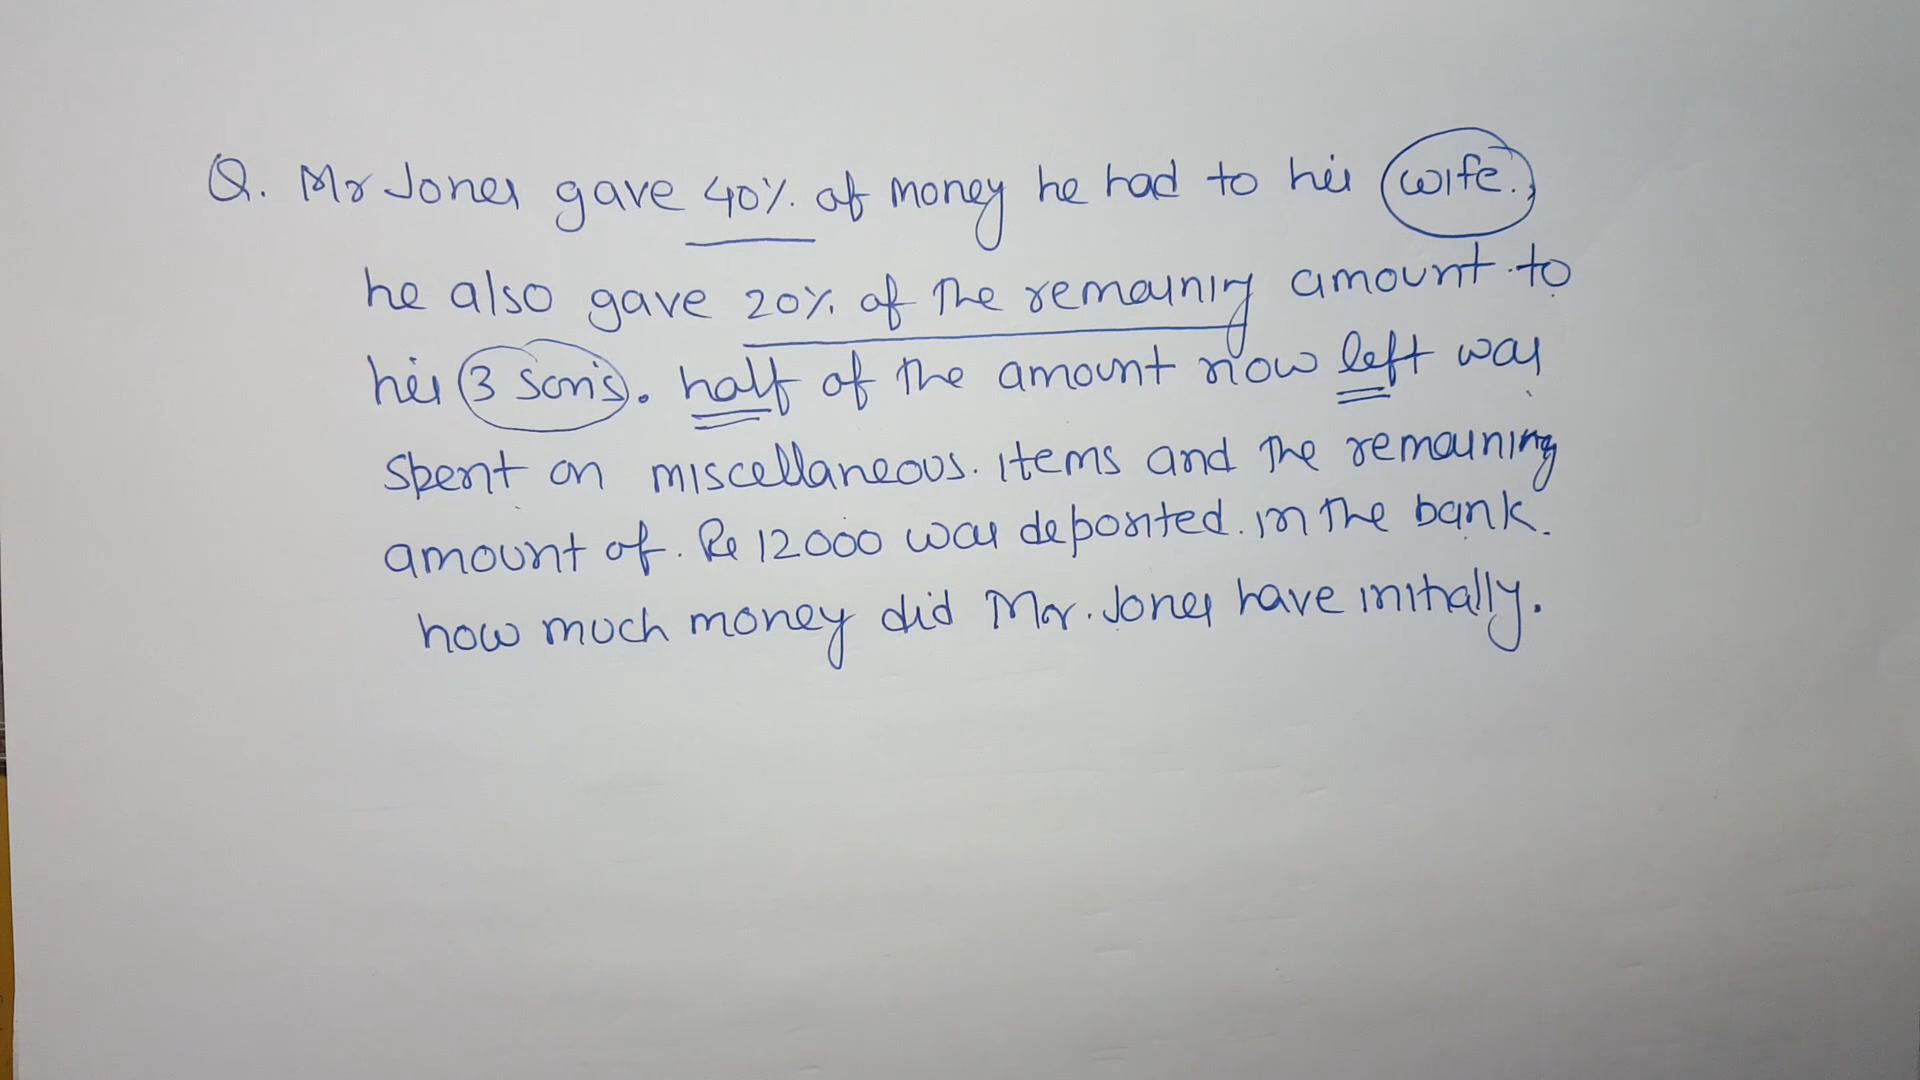 Q. Mr Jones gave 40% of money he had to his wife.
he also gave 20% of the remaining amount to
his 3 son's. half of the amount now left was
spent on miscellaneous. items and the remaining
amount of. Rs 12000 was deposited. in the bank.
how much money did Mr. Jones have initially.